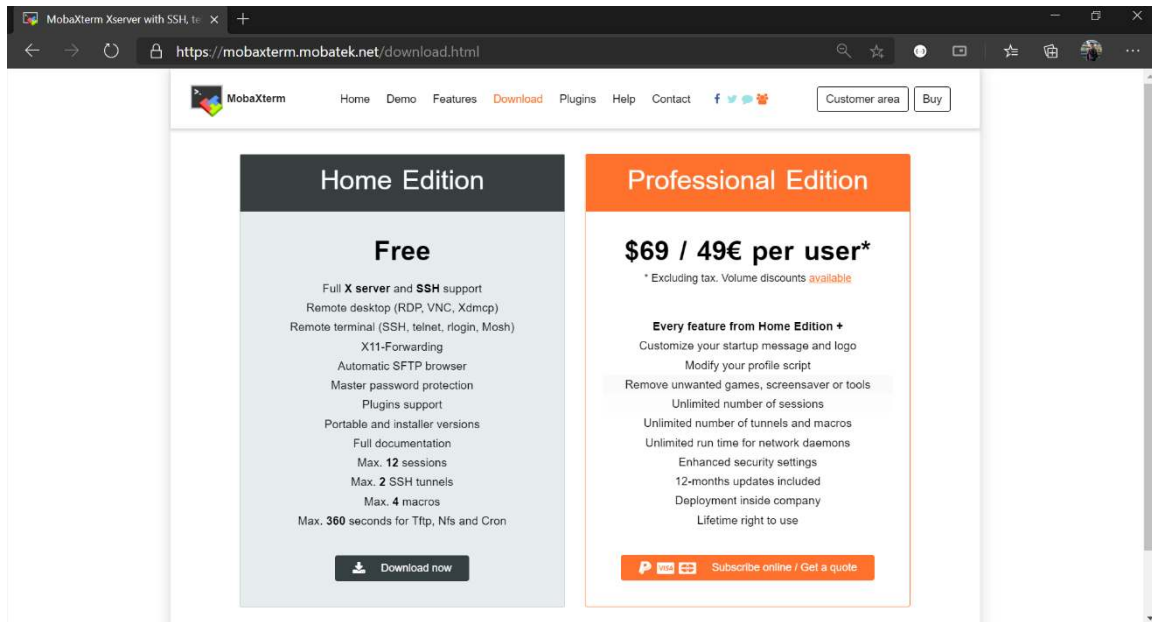 MobaXterm Xserver with SSH, te
https://mobaxterm.mobatek.net/download.html
MobaXterm
Home Demo Features Download Plugins Help Contact
Customer area Buy
Home Edition
Free
Full X server and SSH support
Remote desktop (RDP, VNC, Xdmcp)
Remote terminal (SSH, telnet, rlogin, Mosh)
X11-Forwarding
Automatic SFTP browser
Master password protection
Plugins support
Portable and installer versions
Full documentation
Max. 12 sessions
Max. 2 SSH tunnels
Max. 4 macros
Max. 360 seconds for Tftp, Nfs and Cron
Download now
Professional Edition
$69 / 49€ per user*
* Excluding tax. Volume discounts available
Every feature from Home Edition +
Customize your startup message and logo
Modify your profile script
Remove unwanted games, screensaver or tools
Unlimited number of sessions
Unlimited number of tunnels and macros
Unlimited run time for network daemons
Enhanced security settings
12-months updates included
Deployment inside company
Lifetime right to use
VISA Subscribe online / Get a quote